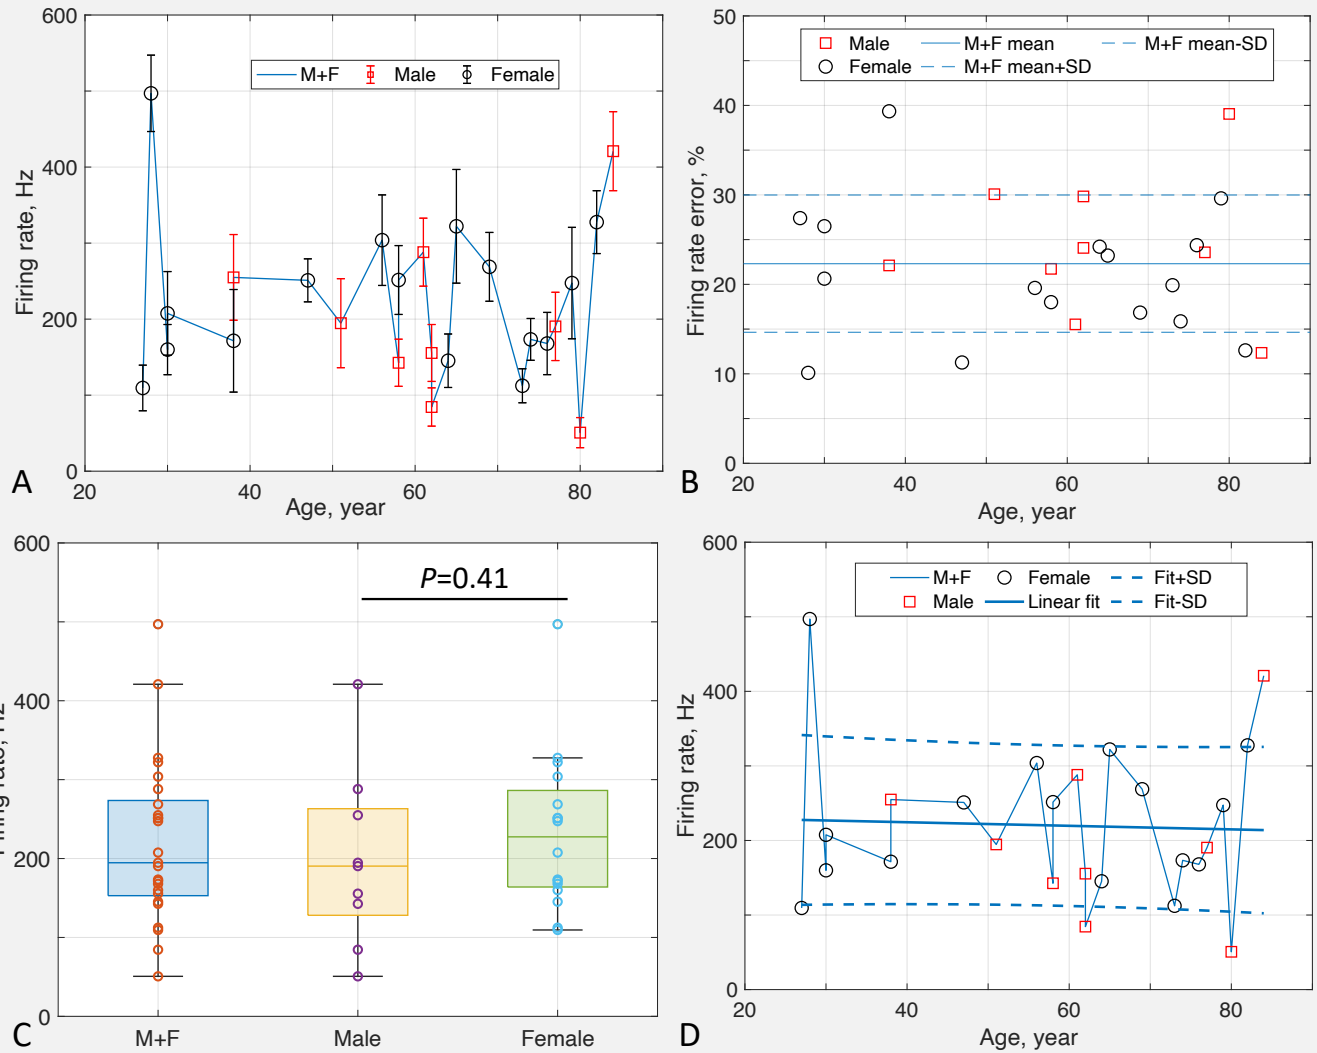 600
400
200
0
20
40
60
80
Firing rate, Hz
Age, year
M+F
Male
Female
A
50
40
30
20
10
0
20
40
60
80
Firing rate error, %
Age, year
Male
M+F mean
M+F mean-SD
Female
M+F mean+SD
B
600
400
200
0
P=0.41
M+F
Male
Female
C
600
400
200
0
20
40
60
80
Firing rate, Hz
Age, year
M+F
Female
Fit+SD
Male
Linear fit
Fit-SD
D